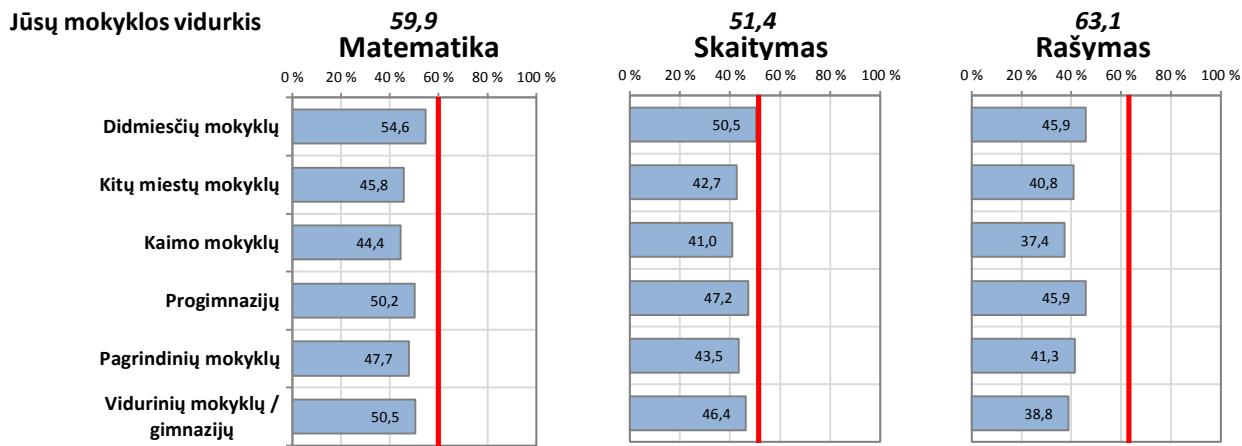 Jūsų mokyklos vidurkis 59,9 51,4 63,1
Matematika Skaitymas Rašymas
0 % 20 % 40 % 60 % 80 % 100 % 0 % 20 % 40 % 60 % 80 % 100 % 0 % 20 % 40 % 60 % 80 % 100 %
Didmiesčių mokyklų 54,6 50,5 45,9
Kitų miestų mokyklų 45,8 42,7 40,8
Kaimo mokyklų 44,4 41,0 37,4
Progimnazijų 50,2 47,2 45,9
Pagrindinių mokyklų 47,7 43,5 41,3
Vidurinių mokyklų /
gimnazijų 50,5 46,4 38,8